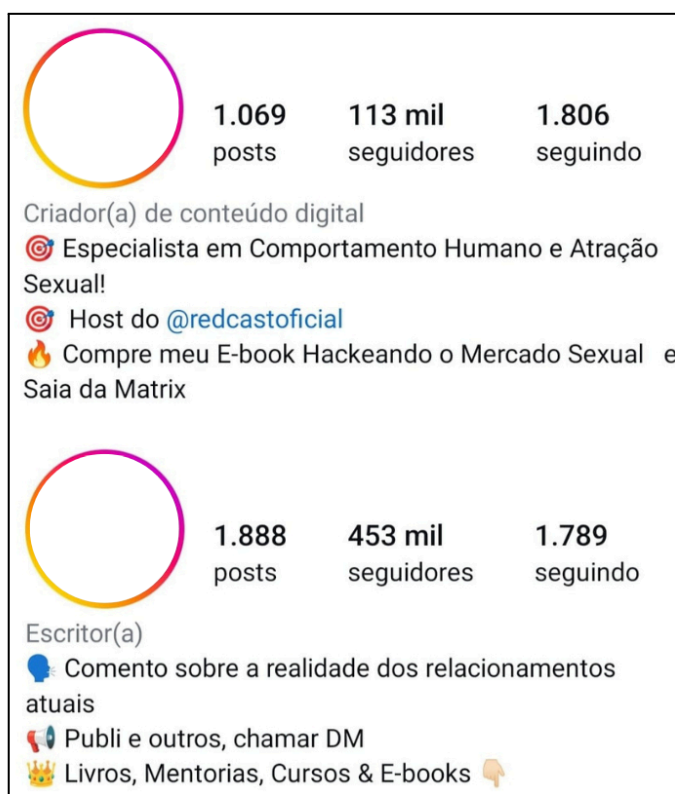 1.069 113 mil 1.806
posts seguidores seguindo
Criador(a) de conteúdo digital
🎯 Especialista em Comportamento Humano e Atração
Sexual!
🎯 Host do @redcastoficial
🔥 Compre meu E-book Hackeando o Mercado Sexual e
Saia da Matrix
1.888 453 mil 1.789
posts seguidores seguindo
Escritor(a)
🗣️ Comento sobre a realidade dos relacionamentos
atuais
📢 Publi e outros, chamar DM
👑 Livros, Mentorias, Cursos & E-books 👇🏻